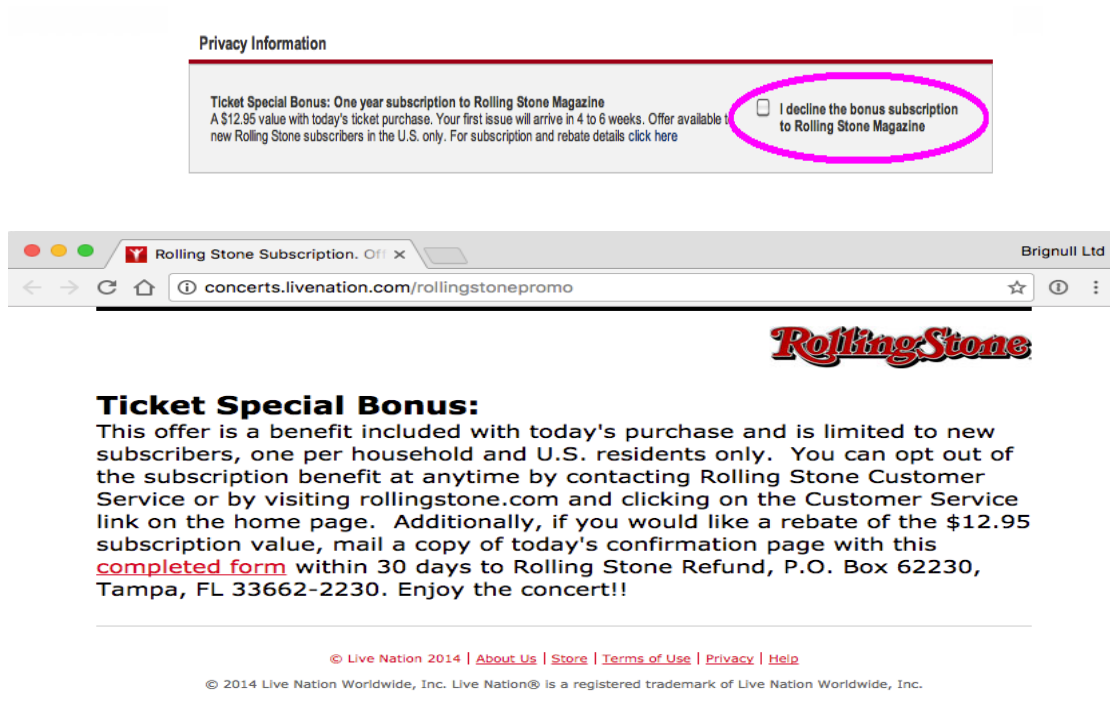 Privacy Information
Ticket Special Bonus: One year subscription to Rolling Stone Magazine
A $12.95 value with today's ticket purchase. Your first issue will arrive in 4 to 6 weeks. Offer available
new Rolling Stone subscribers in the U.S. only. For subscription and rebate details click here
I decline the bonus subscription
to Rolling Stone Magazine
Rolling Stone Subscription. Off
Brignull Ltd
concerts.livenation.com/rollingstonepromo
RollingStone
Ticket Special Bonus:
This offer is a benefit included with today's purchase and is limited to new
subscribers, one per household and U.S. residents only.  You can opt out of
the subscription benefit at anytime by contacting Rolling Stone Customer
Service or by visiting rollingstone.com and clicking on the Customer Service
link on the home page.  Additionally, if you would like a rebate of the $12.95
subscription value, mail a copy of today's confirmation page with this
completed form within 30 days to Rolling Stone Refund, P.O. Box 62230,
Tampa, FL 33662-2230. Enjoy the concert!!
© Live Nation 2014 | About Us | Store | Terms of Use | Privacy | Help
© 2014 Live Nation Worldwide, Inc. Live Nation® is a registered trademark of Live Nation Worldwide, Inc.